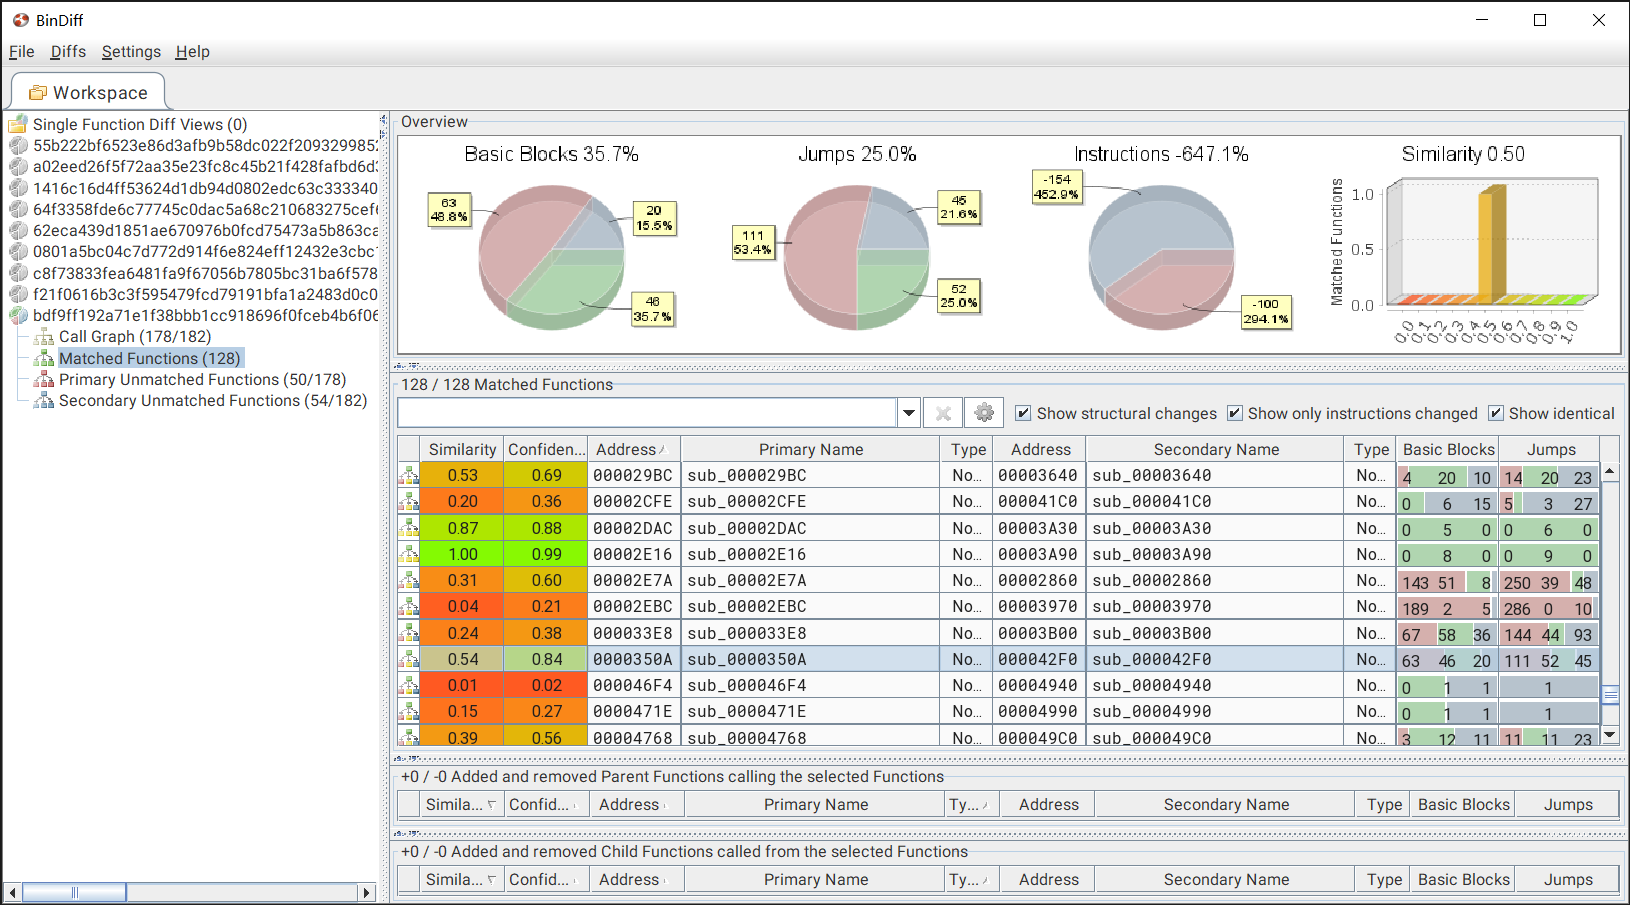 BinDiff
File Diffs Settings Help
Workspace
Single Function Diff Views (0)
55b222bf6523e86d3afb9b58dc022f2093299852
a02eed26f5f72aa35e23fc8c45b21f428fafbd6d3
1416c16d4ff53624d1db94d0802edc63c333340
64f3358fde6c77745c0dac5a68c210683275cef6
62eca439d1851ae670976b0fcd75473a5b863ca
0801a5bc04c7d772d914f6e824eff12432e3cbc1
c8f73833fea6481fa9f67056b7805bc31ba6f578
f21f0616b3c3f595479fcd79191bfa1a2483d0c0
bdf9ff192a71e1f38bbb1cc918696f0fceb4b6f06
Call Graph (178/182)
Matched Functions (128)
Primary Unmatched Functions (50/178)
Secondary Unmatched Functions (54/182)
Overview
Basic Blocks 35.7%
63
48.8%
20
15.5%
46
35.7%
Jumps 25.0%
111
53.4%
45
21.6%
52
25.0%
Instructions -647.1%
-154
452.9%
-100
294.1%
Similarity 0.50
Matched Functions
1.0
0.5
0.0
0.0 0.1 0.2 0.3 0.4 0.5 0.6 0.7 0.8 0.9 1.0
128 / 128 Matched Functions
Show structural changes Show only instructions changed Show identical
Similarity Confiden... Address Primary Name Type Address Secondary Name Type Basic Blocks Jumps
0.53 0.69 000029BC sub_000029BC No... 00003640 sub_00003640 No... 4 20 10 14 20 23
0.20 0.36 00002CFE sub_00002CFE No... 000041C0 sub_000041C0 No... 0 6 15 5 3 27
0.87 0.88 00002DAC sub_00002DAC No... 00003A30 sub_00003A30 No... 0 5 0 0 6 0
1.00 0.99 00002E16 sub_00002E16 No... 00003A90 sub_00003A90 No... 0 8 0 0 9 0
0.31 0.60 00002E7A sub_00002E7A No... 00002860 sub_00002860 No... 143 51 8 250 39 48
0.04 0.21 00002EBC sub_00002EBC No... 00003970 sub_00003970 No... 189 2 5 286 0 10
0.24 0.38 000033E8 sub_000033E8 No... 00003B00 sub_00003B00 No... 67 58 36 144 44 93
0.54 0.84 0000350A sub_0000350A No... 000042F0 sub_000042F0 No... 63 46 20 111 52 45
0.01 0.02 000046F4 sub_000046F4 No... 00004940 sub_00004940 No... 0 1 1 1
0.15 0.27 0000471E sub_0000471E No... 00004990 sub_00004990 No... 0 1 1 1
0.39 0.56 00004768 sub_00004768 No... 000049C0 sub_000049C0 No... 3 12 11 11 11 23
+0 / -0 Added and removed Parent Functions calling the selected Functions
Simila... Confid... Address Primary Name Ty... Address Secondary Name Type Basic Blocks Jumps
+0 / -0 Added and removed Child Functions called from the selected Functions
Simila... Confid... Address Primary Name Ty... Address Secondary Name Type Basic Blocks Jumps